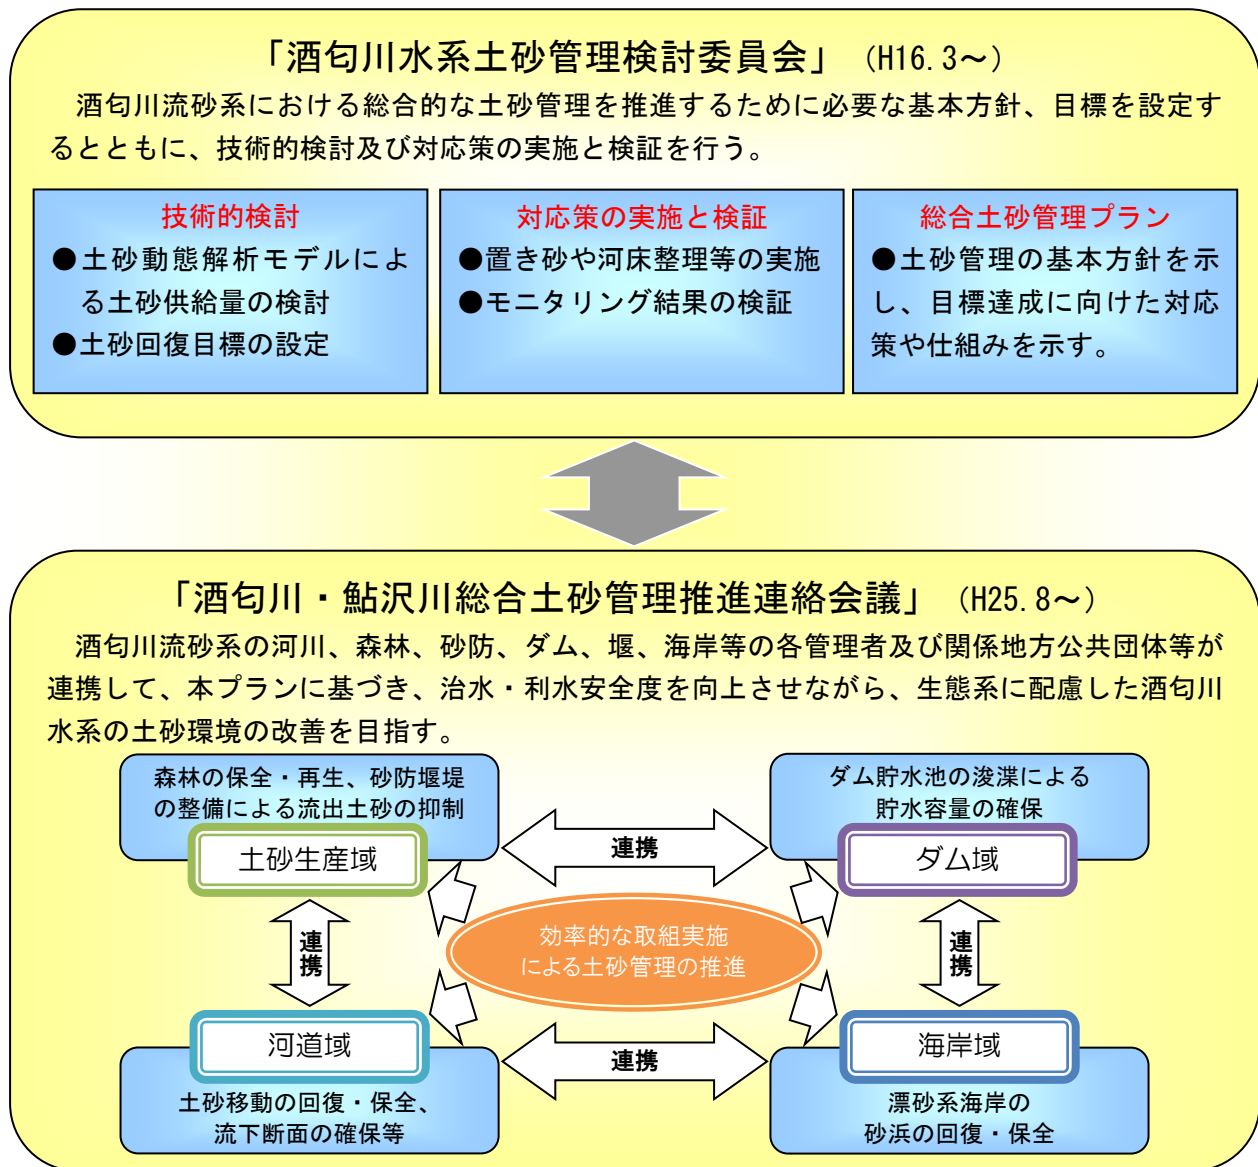 「酒匂川水系土砂管理検討委員会」（H16.3～）
酒匂川流砂系における総合的な土砂管理を推進するために必要な基本方針、目標を設定す
るとともに、技術的検討及び対応策の実施と検証を行う。
技術的検討
●土砂動態解析モデルによ
る土砂供給量の検討
●土砂回復目標の設定
対応策の実施と検証
●置き砂や河床整理等の実施
●モニタリング結果の検証
総合土砂管理プラン
●土砂管理の基本方針を示
し、目標達成に向けた対応
策や仕組みを示す。
「酒匂川・鮎沢川総合土砂管理推進連絡会議」（H25.8～）
酒匂川流砂系の河川、森林、砂防、ダム、堰、海岸等の各管理者及び関係地方公共団体等が
連携して、本プランに基づき、治水・利水安全度を向上させながら、生態系に配慮した酒匂川
水系の土砂環境の改善を目指す。
森林の保全・再生、砂防堰堤
の整備による流出土砂の抑制
土砂生産域
連携
ダム貯水池の浚渫による
貯水容量の確保
ダム域
連携
効率的な取組実施
による土砂管理の推進
連携
河道域
土砂移動の回復・保全、
流下断面の確保等
連携
海岸域
漂砂系海岸の
砂浜の回復・保全